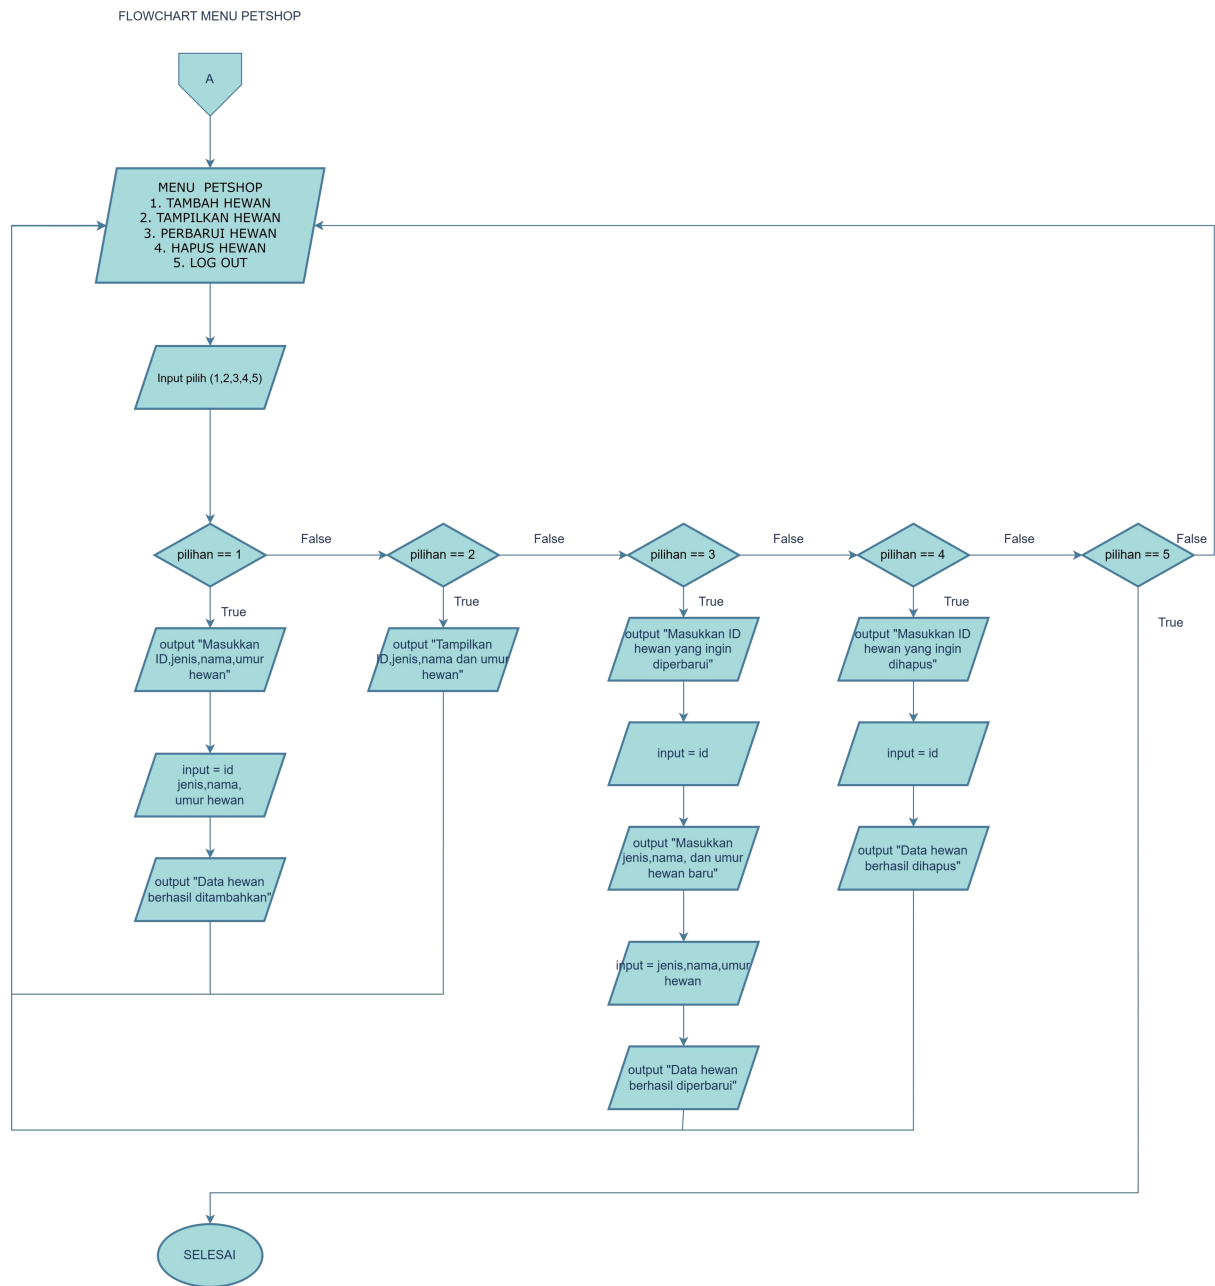 FLOWCHART MENU PETSHOP
A
MENU PETSHOP
1. TAMBAH HEWAN
2. TAMPILKAN HEWAN
3. PERBARUI HEWAN
4. HAPUS HEWAN
5. LOG OUT
Input pilih (1,2,3,4,5)
pilihan == 1
False
pilihan == 2
False
pilihan == 3
False
pilihan == 4
False
pilihan == 5
False
True
True
True
True
True
output "Masukkan
ID,jenis,nama,umur
hewan"
input = id
jenis,nama,
umur hewan
output "Data hewan
berhasil ditambahkan"
output "Tampilkan
ID,jenis,nama dan umur
hewan"
output "Masukkan ID
hewan yang ingin
diperbarui"
input = id
output "Masukkan
jenis,nama, dan umur
hewan baru"
input = jenis,nama,umur
hewan
output "Data hewan
berhasil diperbarui"
output "Masukkan ID
hewan yang ingin
dihapus"
input = id
output "Data hewan
berhasil dihapus"
SELESAI